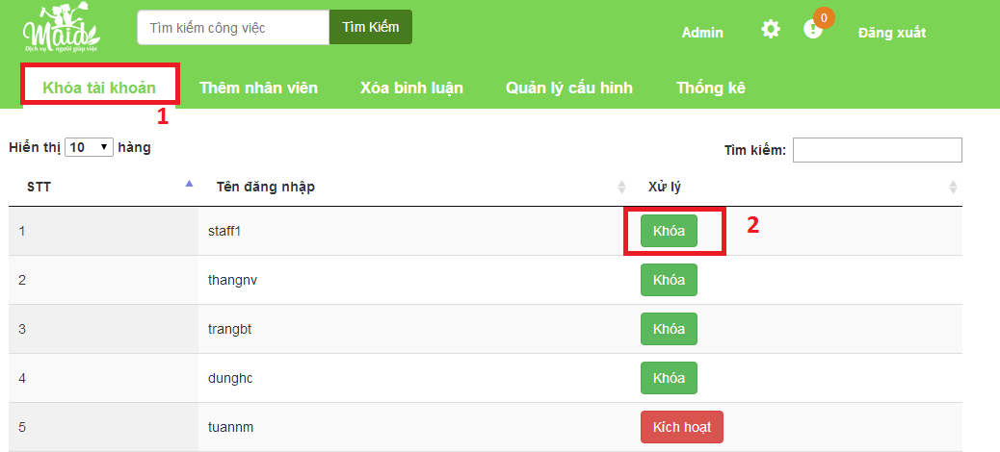 Maid
Dịch vụ người giúp việc
Tìm kiếm công việc Tìm Kiếm
Admin 0 Đăng xuất
Khóa tài khoản Thêm nhân viên Xóa bình luận Quản lý cấu hình Thống kê
1
Hiển thị 10 hàng Tìm kiếm:
STT Tên đăng nhập Xử lý
1 staff1 Khóa 2
2 thangnv Khóa
3 trangbt Khóa
4 dunghc Khóa
5 tuannm Kích hoạt